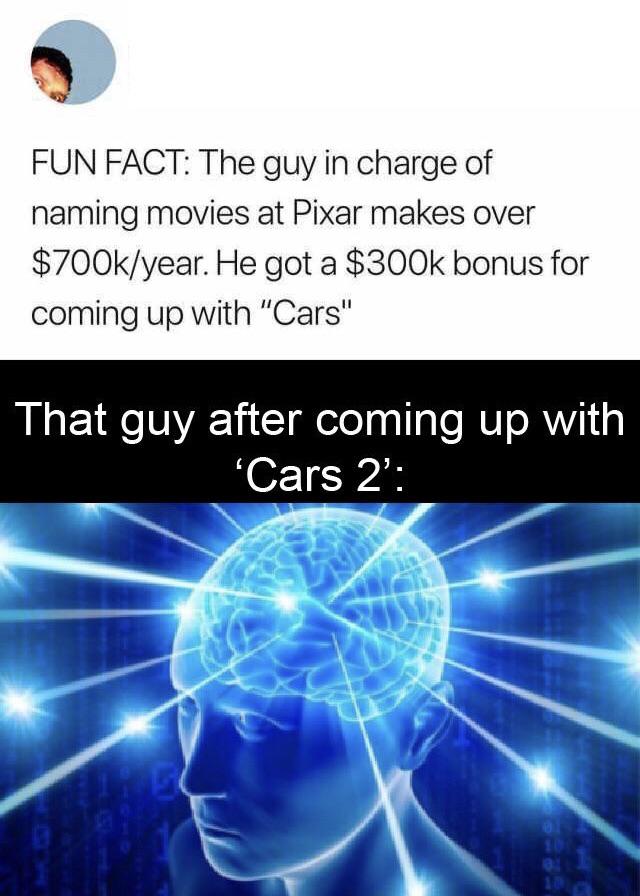 FUN FACT: The guy in charge of
naming movies at Pixar makes over
$700k/year. He got a $300k bonus for
coming up with "Cars"
That guy after coming up with
‘Cars 2’: